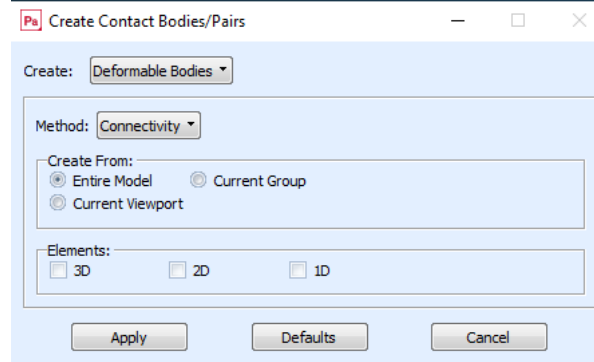 Pa Create Contact Bodies/Pairs
Create: Deformable Bodies
Method: Connectivity
Create From:
Entire Model Current Group
Current Viewport
Elements:
3D 2D 1D
Apply Defaults Cancel